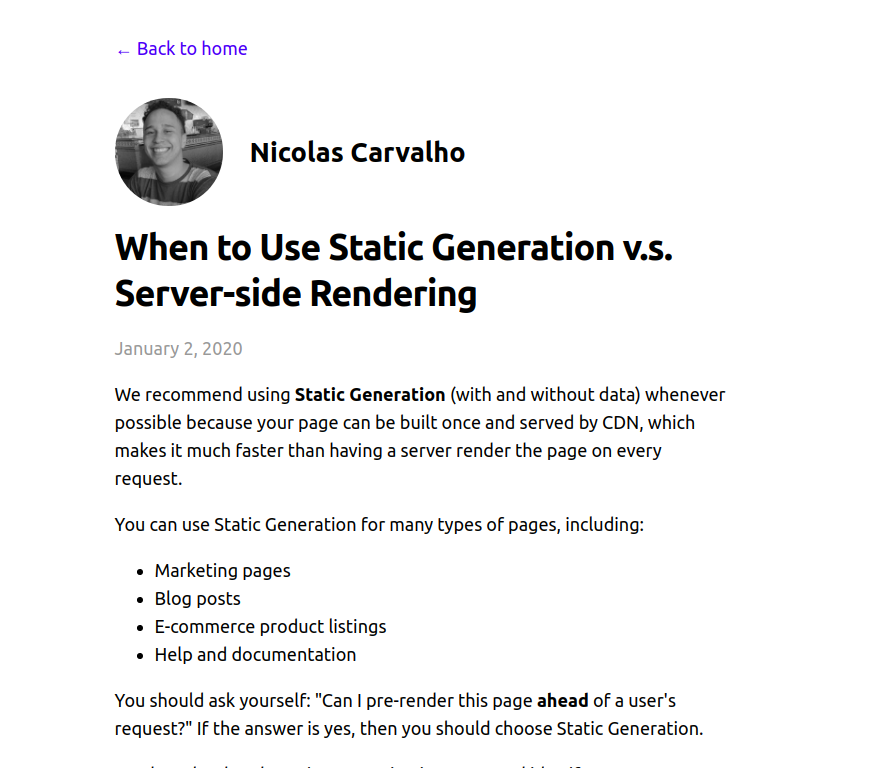 ← Back to home
Nicolas Carvalho
When to Use Static Generation v.s.
Server-side Rendering
January 2, 2020
We recommend using Static Generation (with and without data) whenever
possible because your page can be built once and served by CDN, which
makes it much faster than having a server render the page on every
request.
You can use Static Generation for many types of pages, including:
• Marketing pages
• Blog posts
• E-commerce product listings
• Help and documentation
You should ask yourself: "Can I pre-render this page ahead of a user's
request?" If the answer is yes, then you should choose Static Generation.